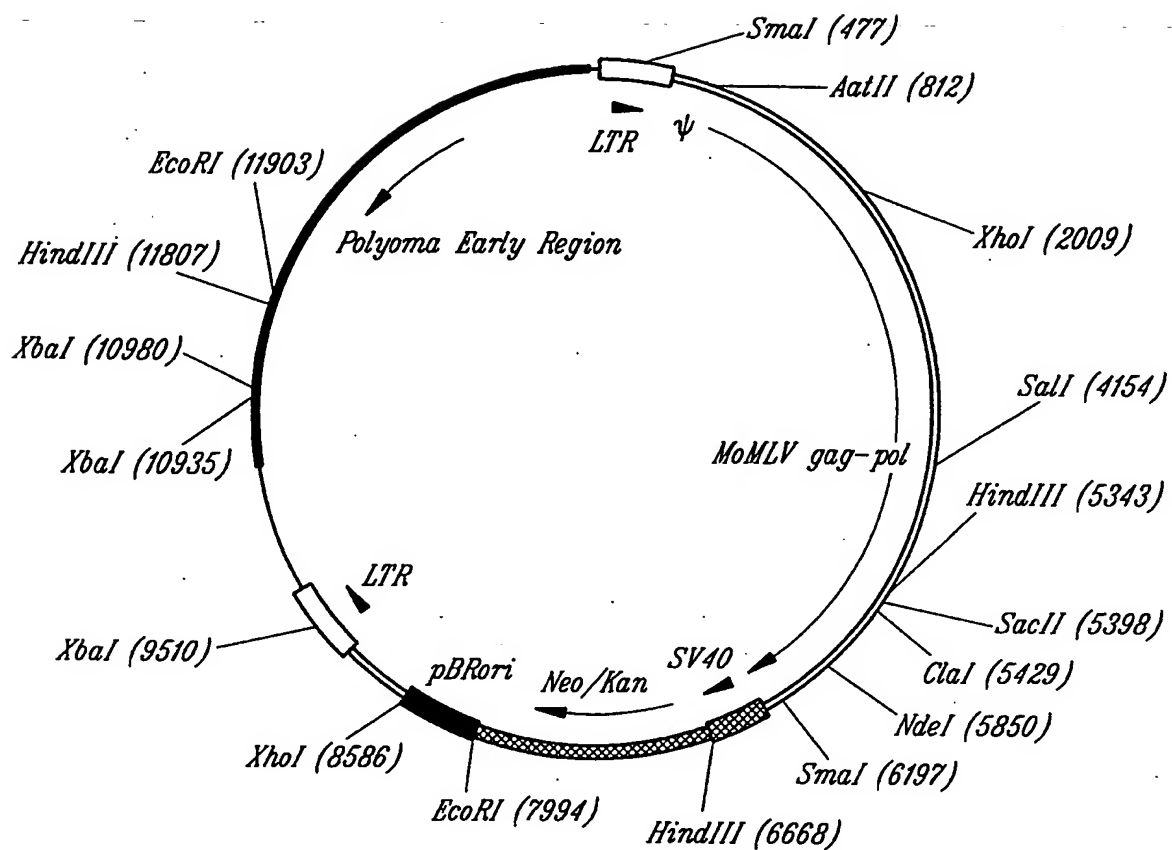 SmaI (477)
AatII (812)
LTR
ψ
EcoRI (11903)
Polyoma Early Region
XhoI (2009)
HindIII (11807)
XbaI (10980)
SalI (4154)
XbaI (10935)
MoMLV gag-pol
HindIII (5343)
LTR
SacII (5398)
XbaI (9510)
SV40
ClaI (5429)
pBRori
Neo/Kan
NdeI (5850)
XhoI (8586)
SmaI (6197)
EcoRI (7994)
HindIII (6668)